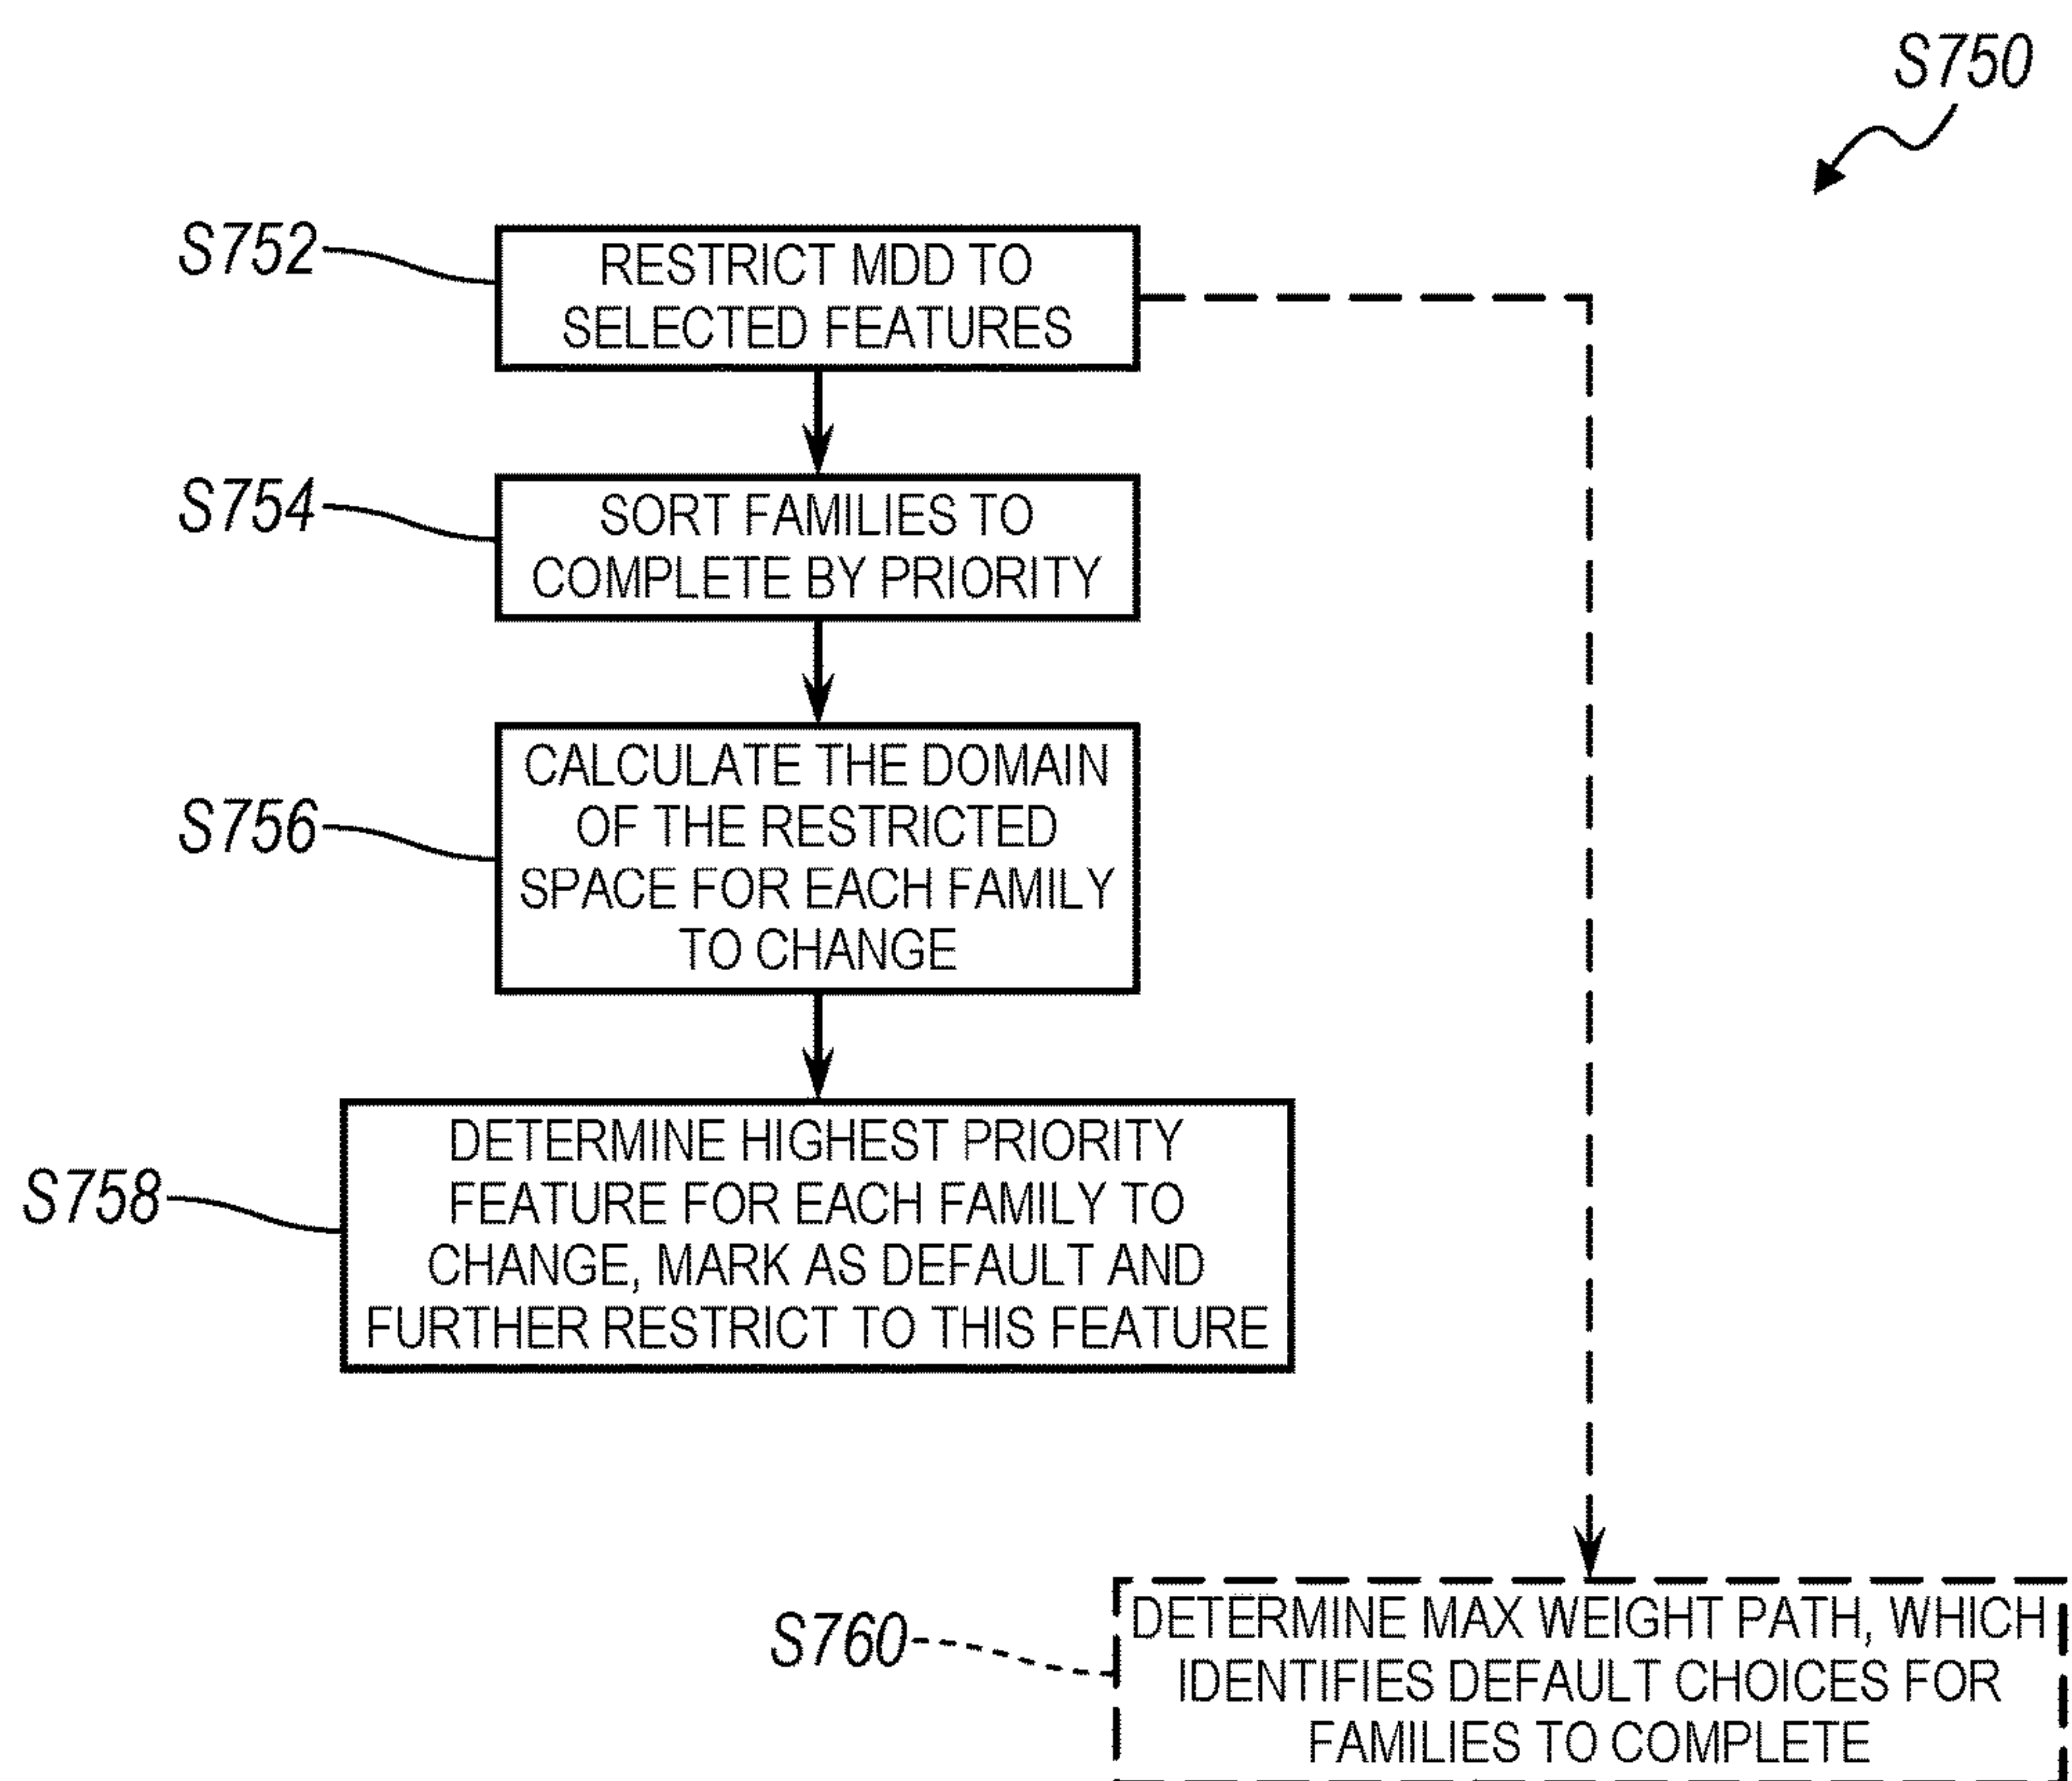 S750
S752
RESTRICT MDD TO
SELECTED FEATURES
S754
SORT FAMILIES TO
COMPLETE BY PRIORITY
S756
CALCULATE THE DOMAIN
OF THE RESTRICTED
SPACE FOR EACH FAMILY
TO CHANGE
S758
DETERMINE HIGHEST PRIORITY
FEATURE FOR EACH FAMILY TO
CHANGE, MARK AS DEFAULT AND
FURTHER RESTRICT TO THIS FEATURE
S760
DETERMINE MAX WEIGHT PATH, WHICH
IDENTIFIES DEFAULT CHOICES FOR
FAMILIES TO COMPLETE